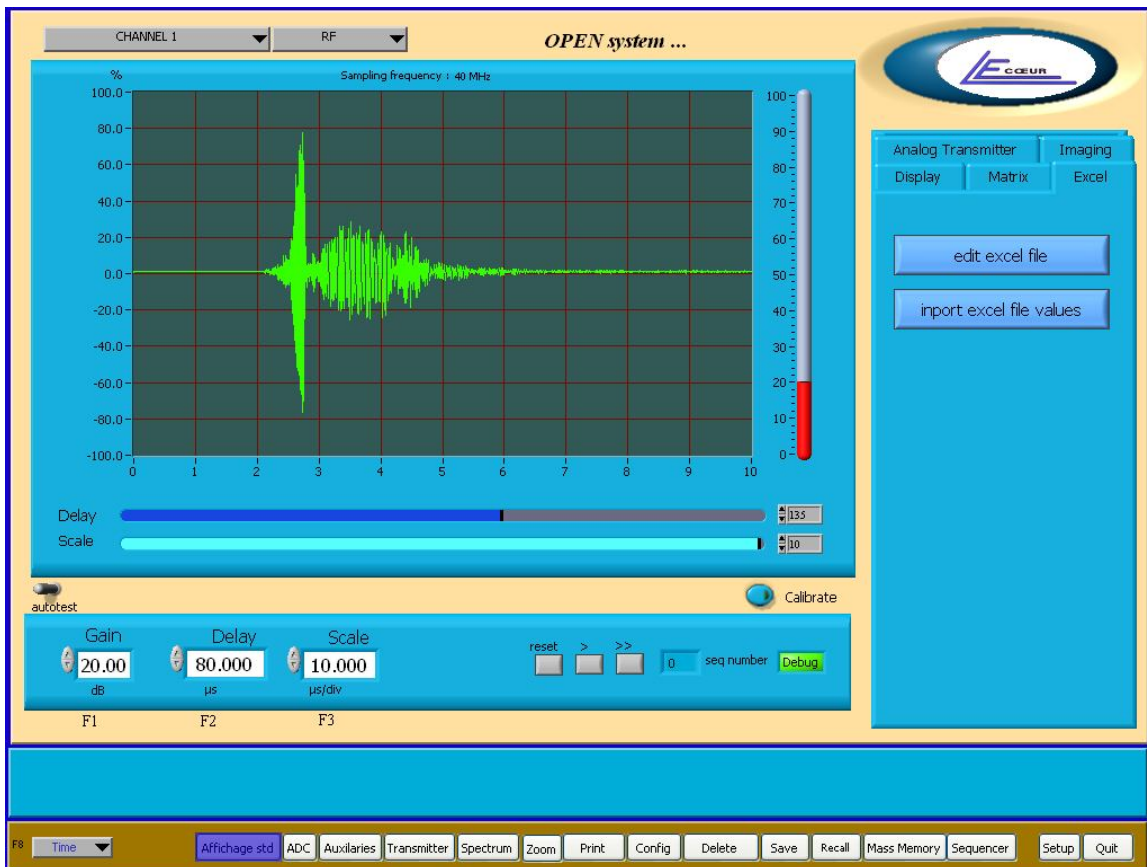 CHANNEL 1 RF OPEN system ...
LECŒUR
% Sampling frequency : 40 MHz
100.0
80.0
60.0
40.0
20.0
0.0
-20.0
-40.0
-60.0
-80.0
-100.0
0 1 2 3 4 5 6 7 8 9 10
100
90
80
70
60
50
40
30
20
10
0
Analog Transmitter Imaging
Display Matrix Excel
edit excel file
inport excel file values
Delay 135
Scale 10
autotest Calibrate
Gain Delay Scale
20.00 80.000 10.000
dB µs µs/div
F1 F2 F3
reset > >>
0 seq number Debug
F8 Time Affichage std ADC Auxilaries Transmitter Spectrum Zoom Print Config Delete Save Recall Mass Memory Sequencer Setup Quit